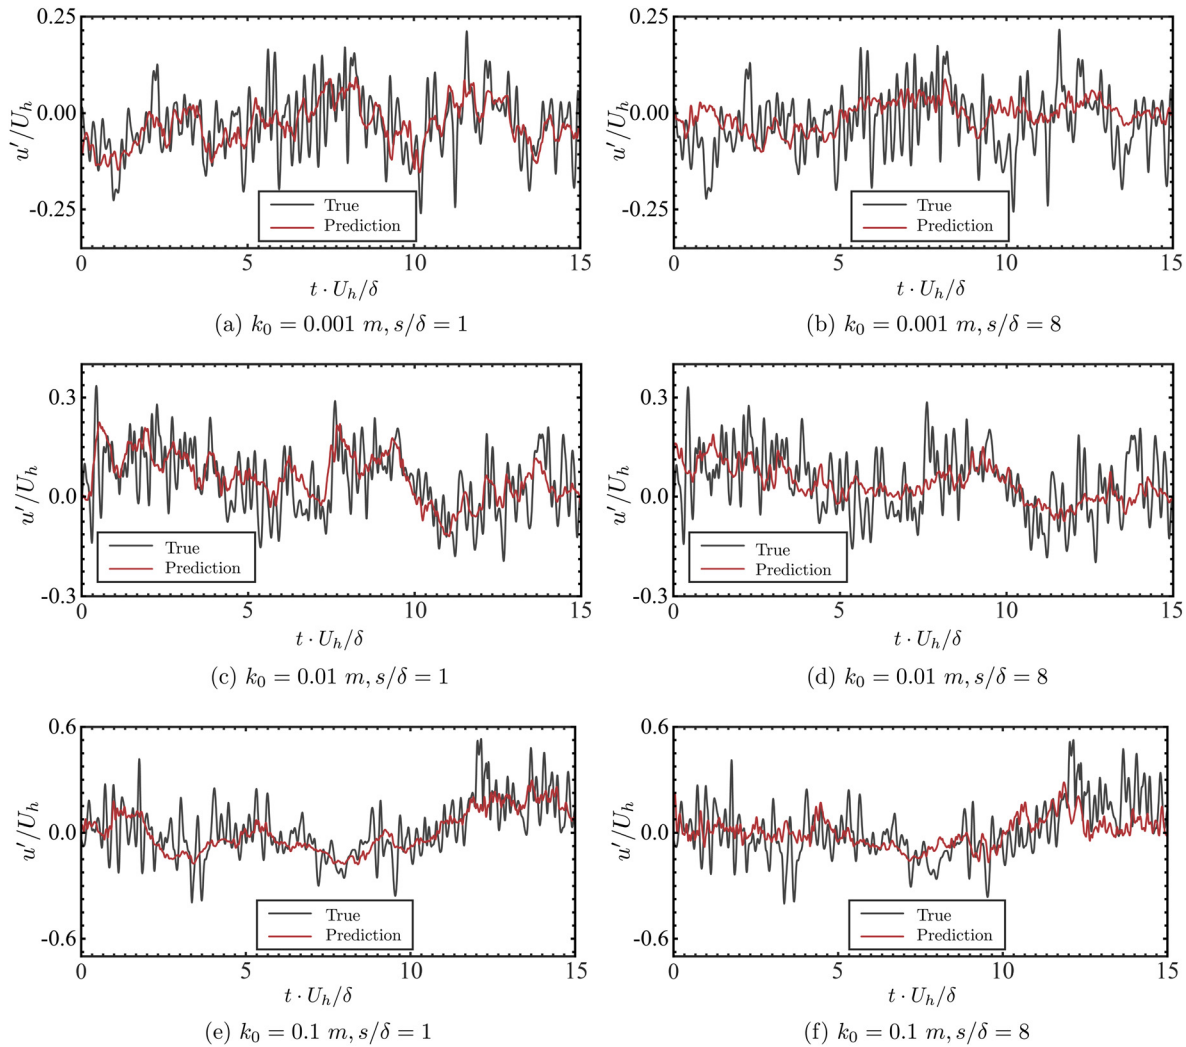 0.25
0.00
-0.25
u′/U_h
True
Prediction
0 5 10 15
t · U_h/δ
(a) k_0 = 0.001 m, s/δ = 1
0.25
0.00
-0.25
u′/U_h
True
Prediction
0 5 10 15
t · U_h/δ
(b) k_0 = 0.001 m, s/δ = 8
0.3
0.0
-0.3
u′/U_h
True
Prediction
0 5 10 15
t · U_h/δ
(c) k_0 = 0.01 m, s/δ = 1
0.3
0.0
-0.3
u′/U_h
True
Prediction
0 5 10 15
t · U_h/δ
(d) k_0 = 0.01 m, s/δ = 8
0.6
0.0
-0.6
u′/U_h
True
Prediction
0 5 10 15
t · U_h/δ
(e) k_0 = 0.1 m, s/δ = 1
0.6
0.0
-0.6
u′/U_h
True
Prediction
0 5 10 15
t · U_h/δ
(f) k_0 = 0.1 m, s/δ = 8